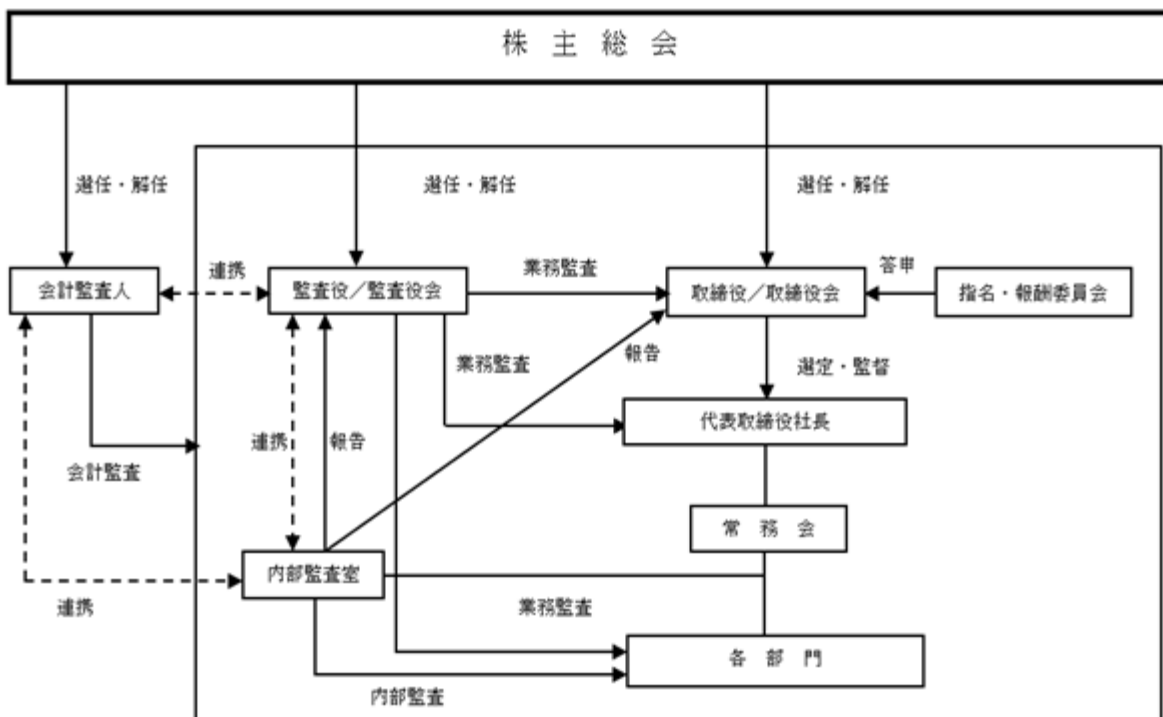 株主総会
選任・解任
選任・解任
選任・解任
連携
業務監査
答申
会計監査人
監査役/監査役会
取締役/取締役会
指名・報酬委員会
報告
業務監査
選定・監督
代表取締役社長
連携
報告
会計監査
常務会
内部監査室
連携
業務監査
各部門
内部監査